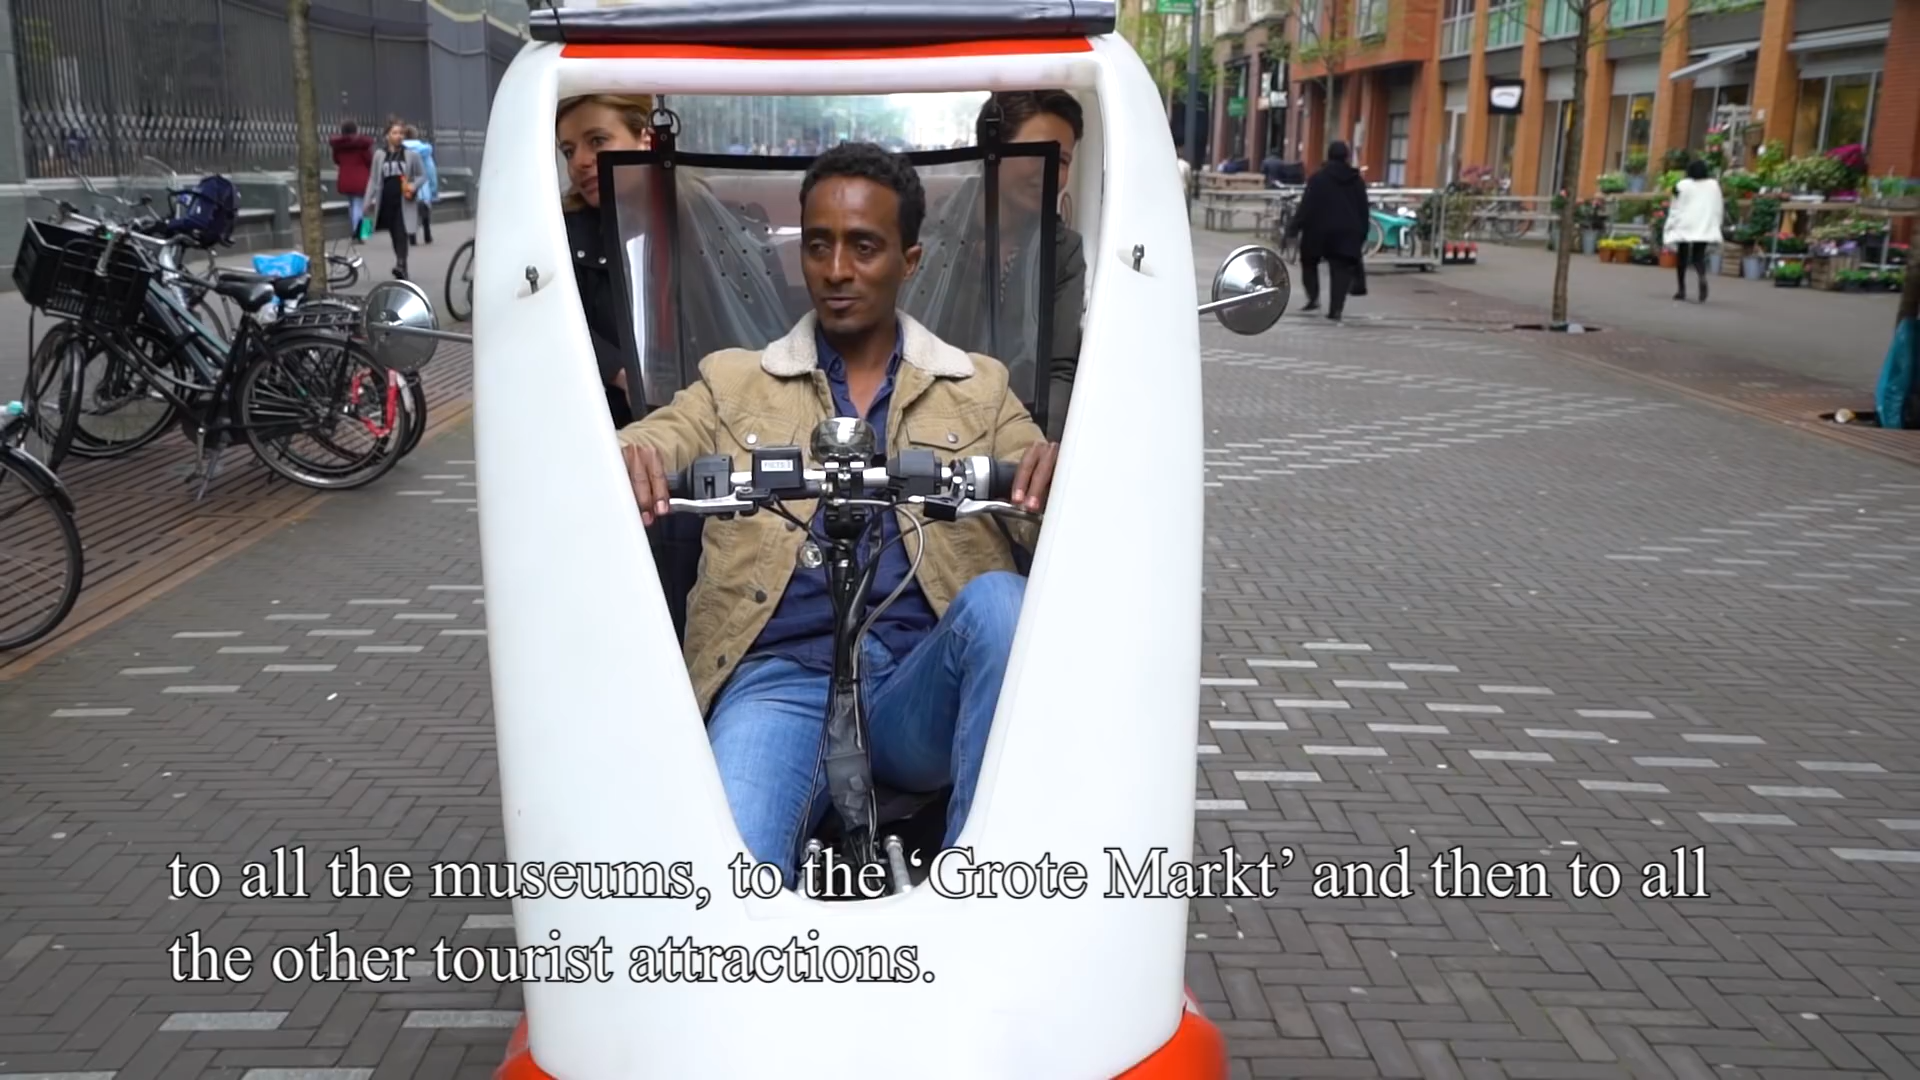 to all the museums, to the ‘Grote Markt’ and then to all
the other tourist attractions.